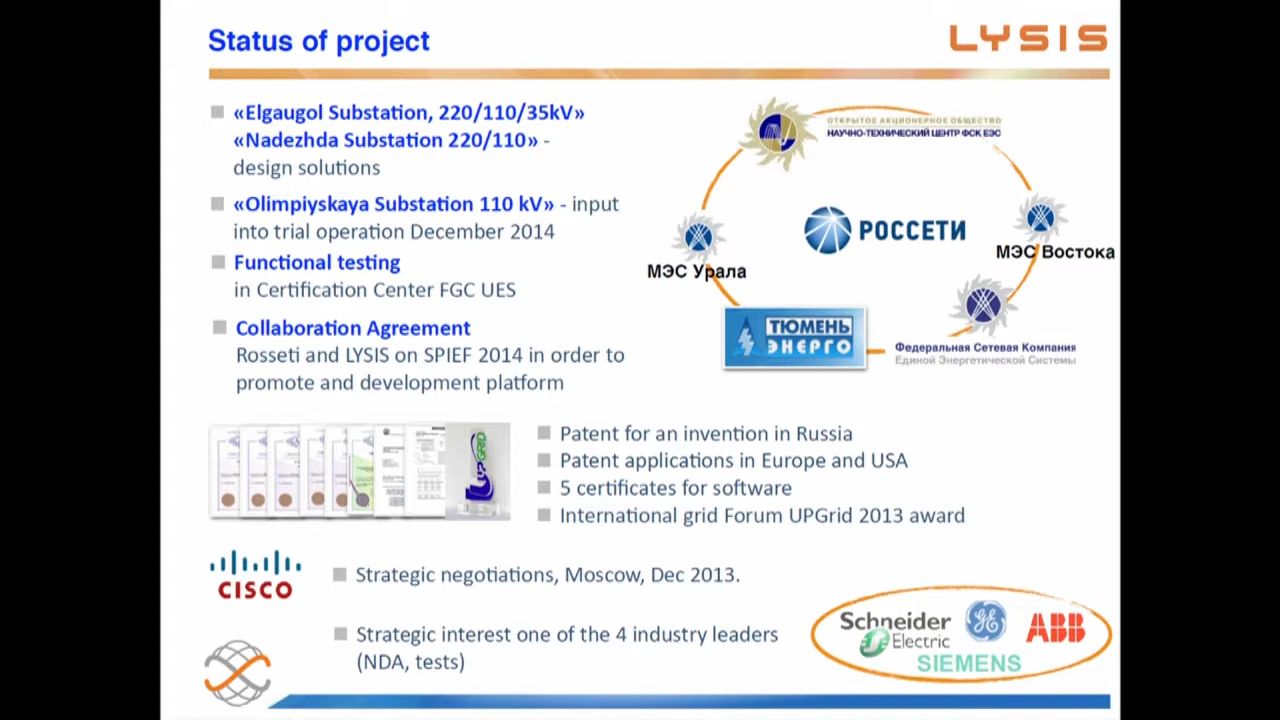 Status of project
LYSIS
«Elgaugol Substation, 220/110/35kV»
«Nadezhda Substation 220/110» -
design solutions
«Olimpiyskaya Substation 110 kV» - input
into trial operation December 2014
Functional testing
in Certification Center FGC UES
Collaboration Agreement
Rosseti and LYSIS on SPIEF 2014 in order to
promote and development platform
ОТКРЫТОЕ АКЦИОНЕРНОЕ ОБЩЕСТВО
НАУЧНО-ТЕХНИЧЕСКИЙ ЦЕНТР ФСК ЕЭС
РОССЕТИ
МЭС Урала
МЭС Востока
ТЮМЕНЬ
ЭНЕРГО
Федеральная Сетевая Компания
Единой Энергетической Системы
UPGRID
Patent for an invention in Russia
Patent applications in Europe and USA
5 certificates for software
International grid Forum UPGrid 2013 award
CISCO
Strategic negotiations, Moscow, Dec 2013.
Strategic interest one of the 4 industry leaders
(NDA, tests)
Schneider
Electric
GE
ABB
SIEMENS